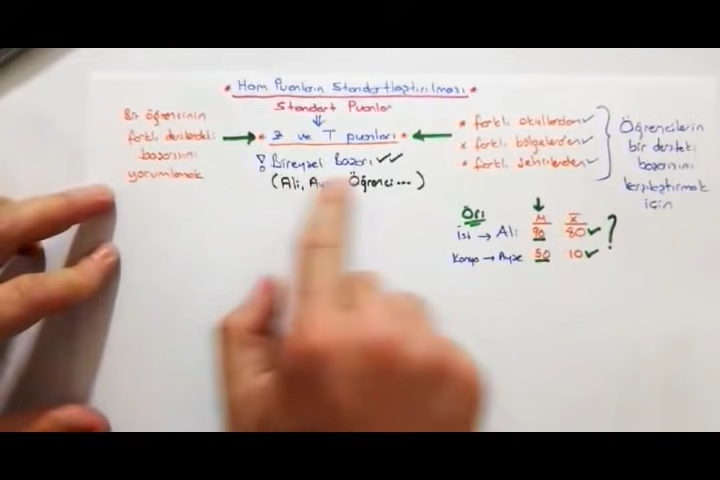 * Ham Puanların Standartlaştırılması *
Standart Puanlar
Bir öğrencinin
farklı derslerdeki
başarısını
yorumlamak
* Z ve T puanları *
! Bireysel Başarı ✓✓
(Ali, Öğrenci...)
* farklı okullardan ✓
* farklı bölgelerden ✓
* farklı şehirlerden ✓
Öğrencilerin
bir dersteki
başarısını
karşılaştırmak
için
ÖR:
M X̄
İst → Ali: 90 80 ✓ ?
Konya → Ayşe 50 10 ✓